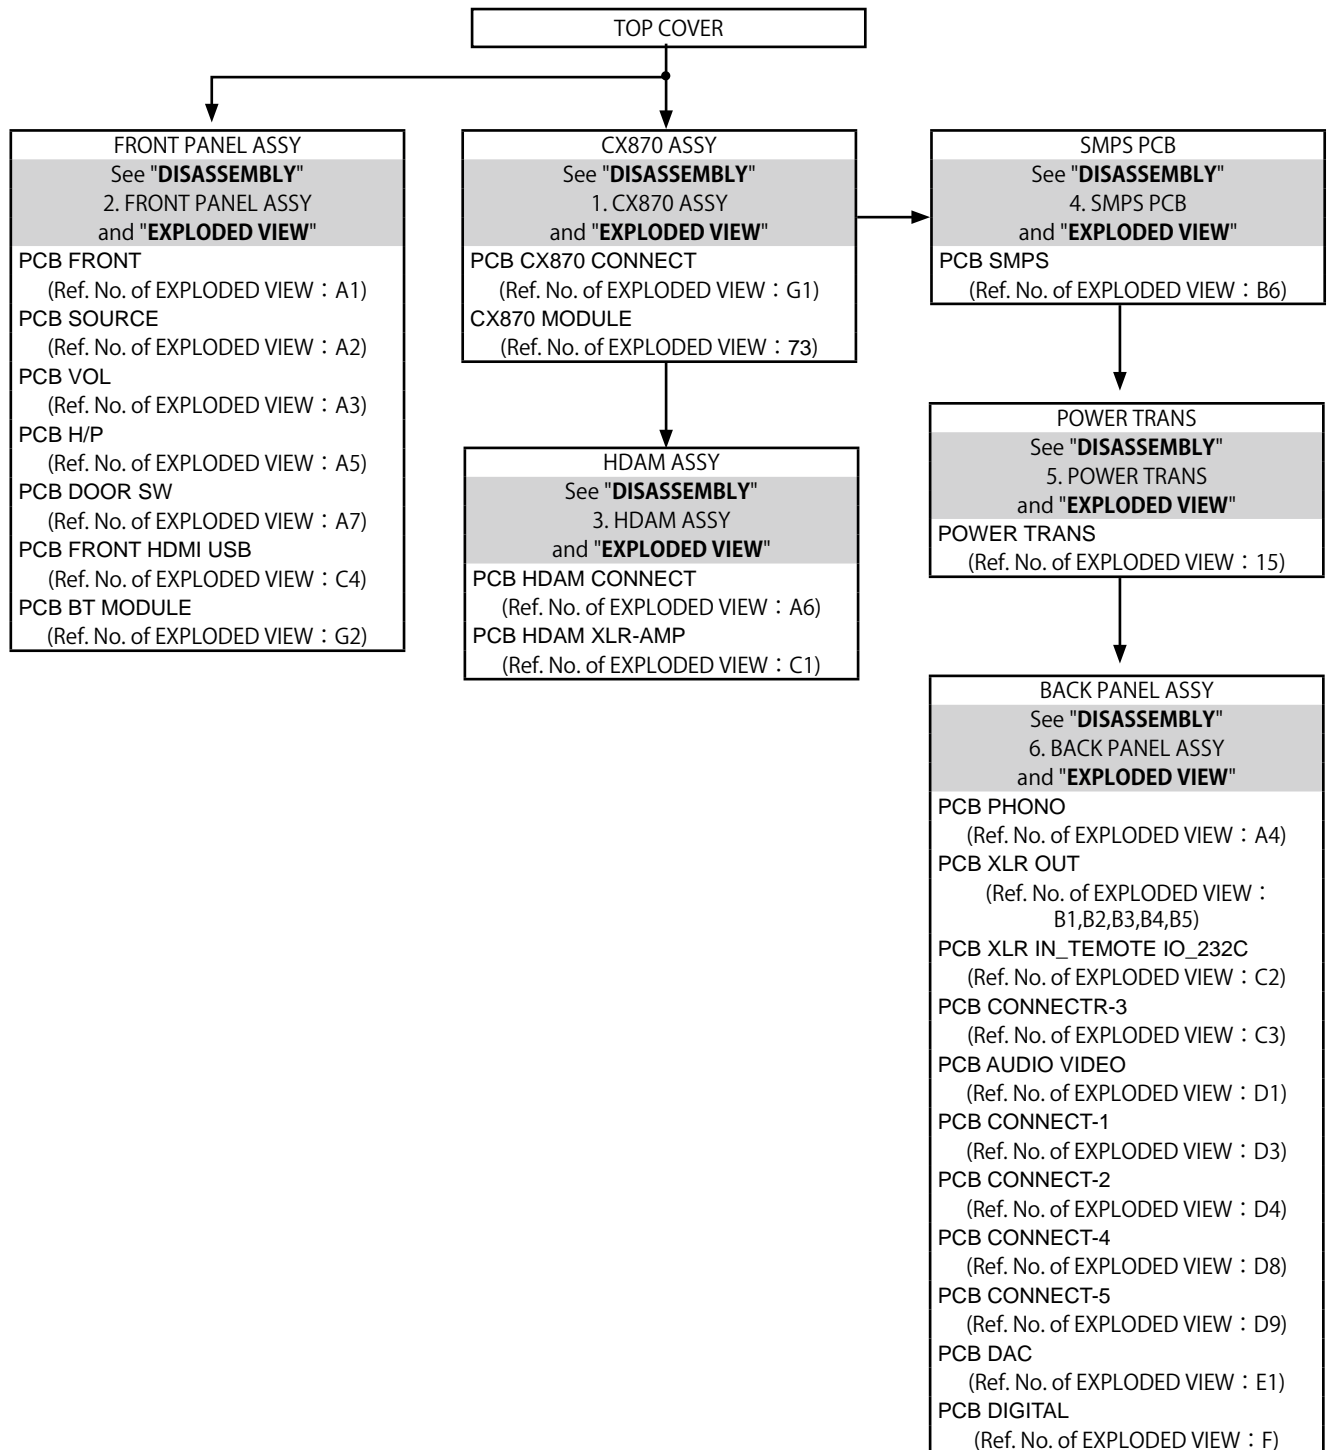 TOP COVER
FRONT PANEL ASSY
See "DISASSEMBLY"
2. FRONT PANEL ASSY
and "EXPLODED VIEW"
PCB FRONT
(Ref. No. of EXPLODED VIEW：A1)
PCB SOURCE
(Ref. No. of EXPLODED VIEW：A2)
PCB VOL
(Ref. No. of EXPLODED VIEW：A3)
PCB H/P
(Ref. No. of EXPLODED VIEW：A5)
PCB DOOR SW
(Ref. No. of EXPLODED VIEW：A7)
PCB FRONT HDMI USB
(Ref. No. of EXPLODED VIEW：C4)
PCB BT MODULE
(Ref. No. of EXPLODED VIEW：G2)
CX870 ASSY
See "DISASSEMBLY"
1. CX870 ASSY
and "EXPLODED VIEW"
PCB CX870 CONNECT
(Ref. No. of EXPLODED VIEW：G1)
CX870 MODULE
(Ref. No. of EXPLODED VIEW：73)
HDAM ASSY
See "DISASSEMBLY"
3. HDAM ASSY
and "EXPLODED VIEW"
PCB HDAM CONNECT
(Ref. No. of EXPLODED VIEW：A6)
PCB HDAM XLR-AMP
(Ref. No. of EXPLODED VIEW：C1)
SMPS PCB
See "DISASSEMBLY"
4. SMPS PCB
and "EXPLODED VIEW"
PCB SMPS
(Ref. No. of EXPLODED VIEW：B6)
POWER TRANS
See "DISASSEMBLY"
5. POWER TRANS
and "EXPLODED VIEW"
POWER TRANS
(Ref. No. of EXPLODED VIEW：15)
BACK PANEL ASSY
See "DISASSEMBLY"
6. BACK PANEL ASSY
and "EXPLODED VIEW"
PCB PHONO
(Ref. No. of EXPLODED VIEW：A4)
PCB XLR OUT
(Ref. No. of EXPLODED VIEW：
B1,B2,B3,B4,B5)
PCB XLR IN_TEMOTE IO_232C
(Ref. No. of EXPLODED VIEW：C2)
PCB CONNECTR-3
(Ref. No. of EXPLODED VIEW：C3)
PCB AUDIO VIDEO
(Ref. No. of EXPLODED VIEW：D1)
PCB CONNECT-1
(Ref. No. of EXPLODED VIEW：D3)
PCB CONNECT-2
(Ref. No. of EXPLODED VIEW：D4)
PCB CONNECT-4
(Ref. No. of EXPLODED VIEW：D8)
PCB CONNECT-5
(Ref. No. of EXPLODED VIEW：D9)
PCB DAC
(Ref. No. of EXPLODED VIEW：E1)
PCB DIGITAL
(Ref. No. of EXPLODED VIEW：F)